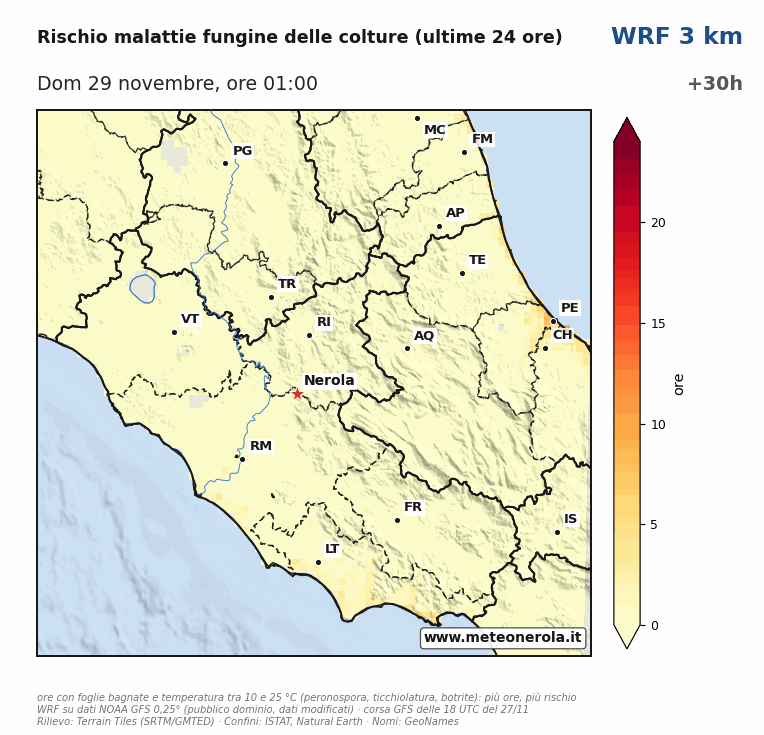 Rischio malattie fungine delle colture (ultime 24 ore)
WRF 3 km
Dom 29 novembre, ore 01:00
+30h
MC
FM
PG
AP
TE
TR
PE
VT
RI
AQ
CH
Nerola
RM
FR
IS
LT
www.meteonerola.it
20
15
10
5
0
ore
ore con foglie bagnate e temperatura tra 10 e 25 °C (peronospora, ticchiolatura, botrite): più ore, più rischio
WRF su dati NOAA GFS 0,25° (pubblico dominio, dati modificati) · corsa GFS delle 18 UTC del 27/11
Rilievo: Terrain Tiles (SRTM/GMTED) · Confini: ISTAT, Natural Earth · Nomi: GeoNames